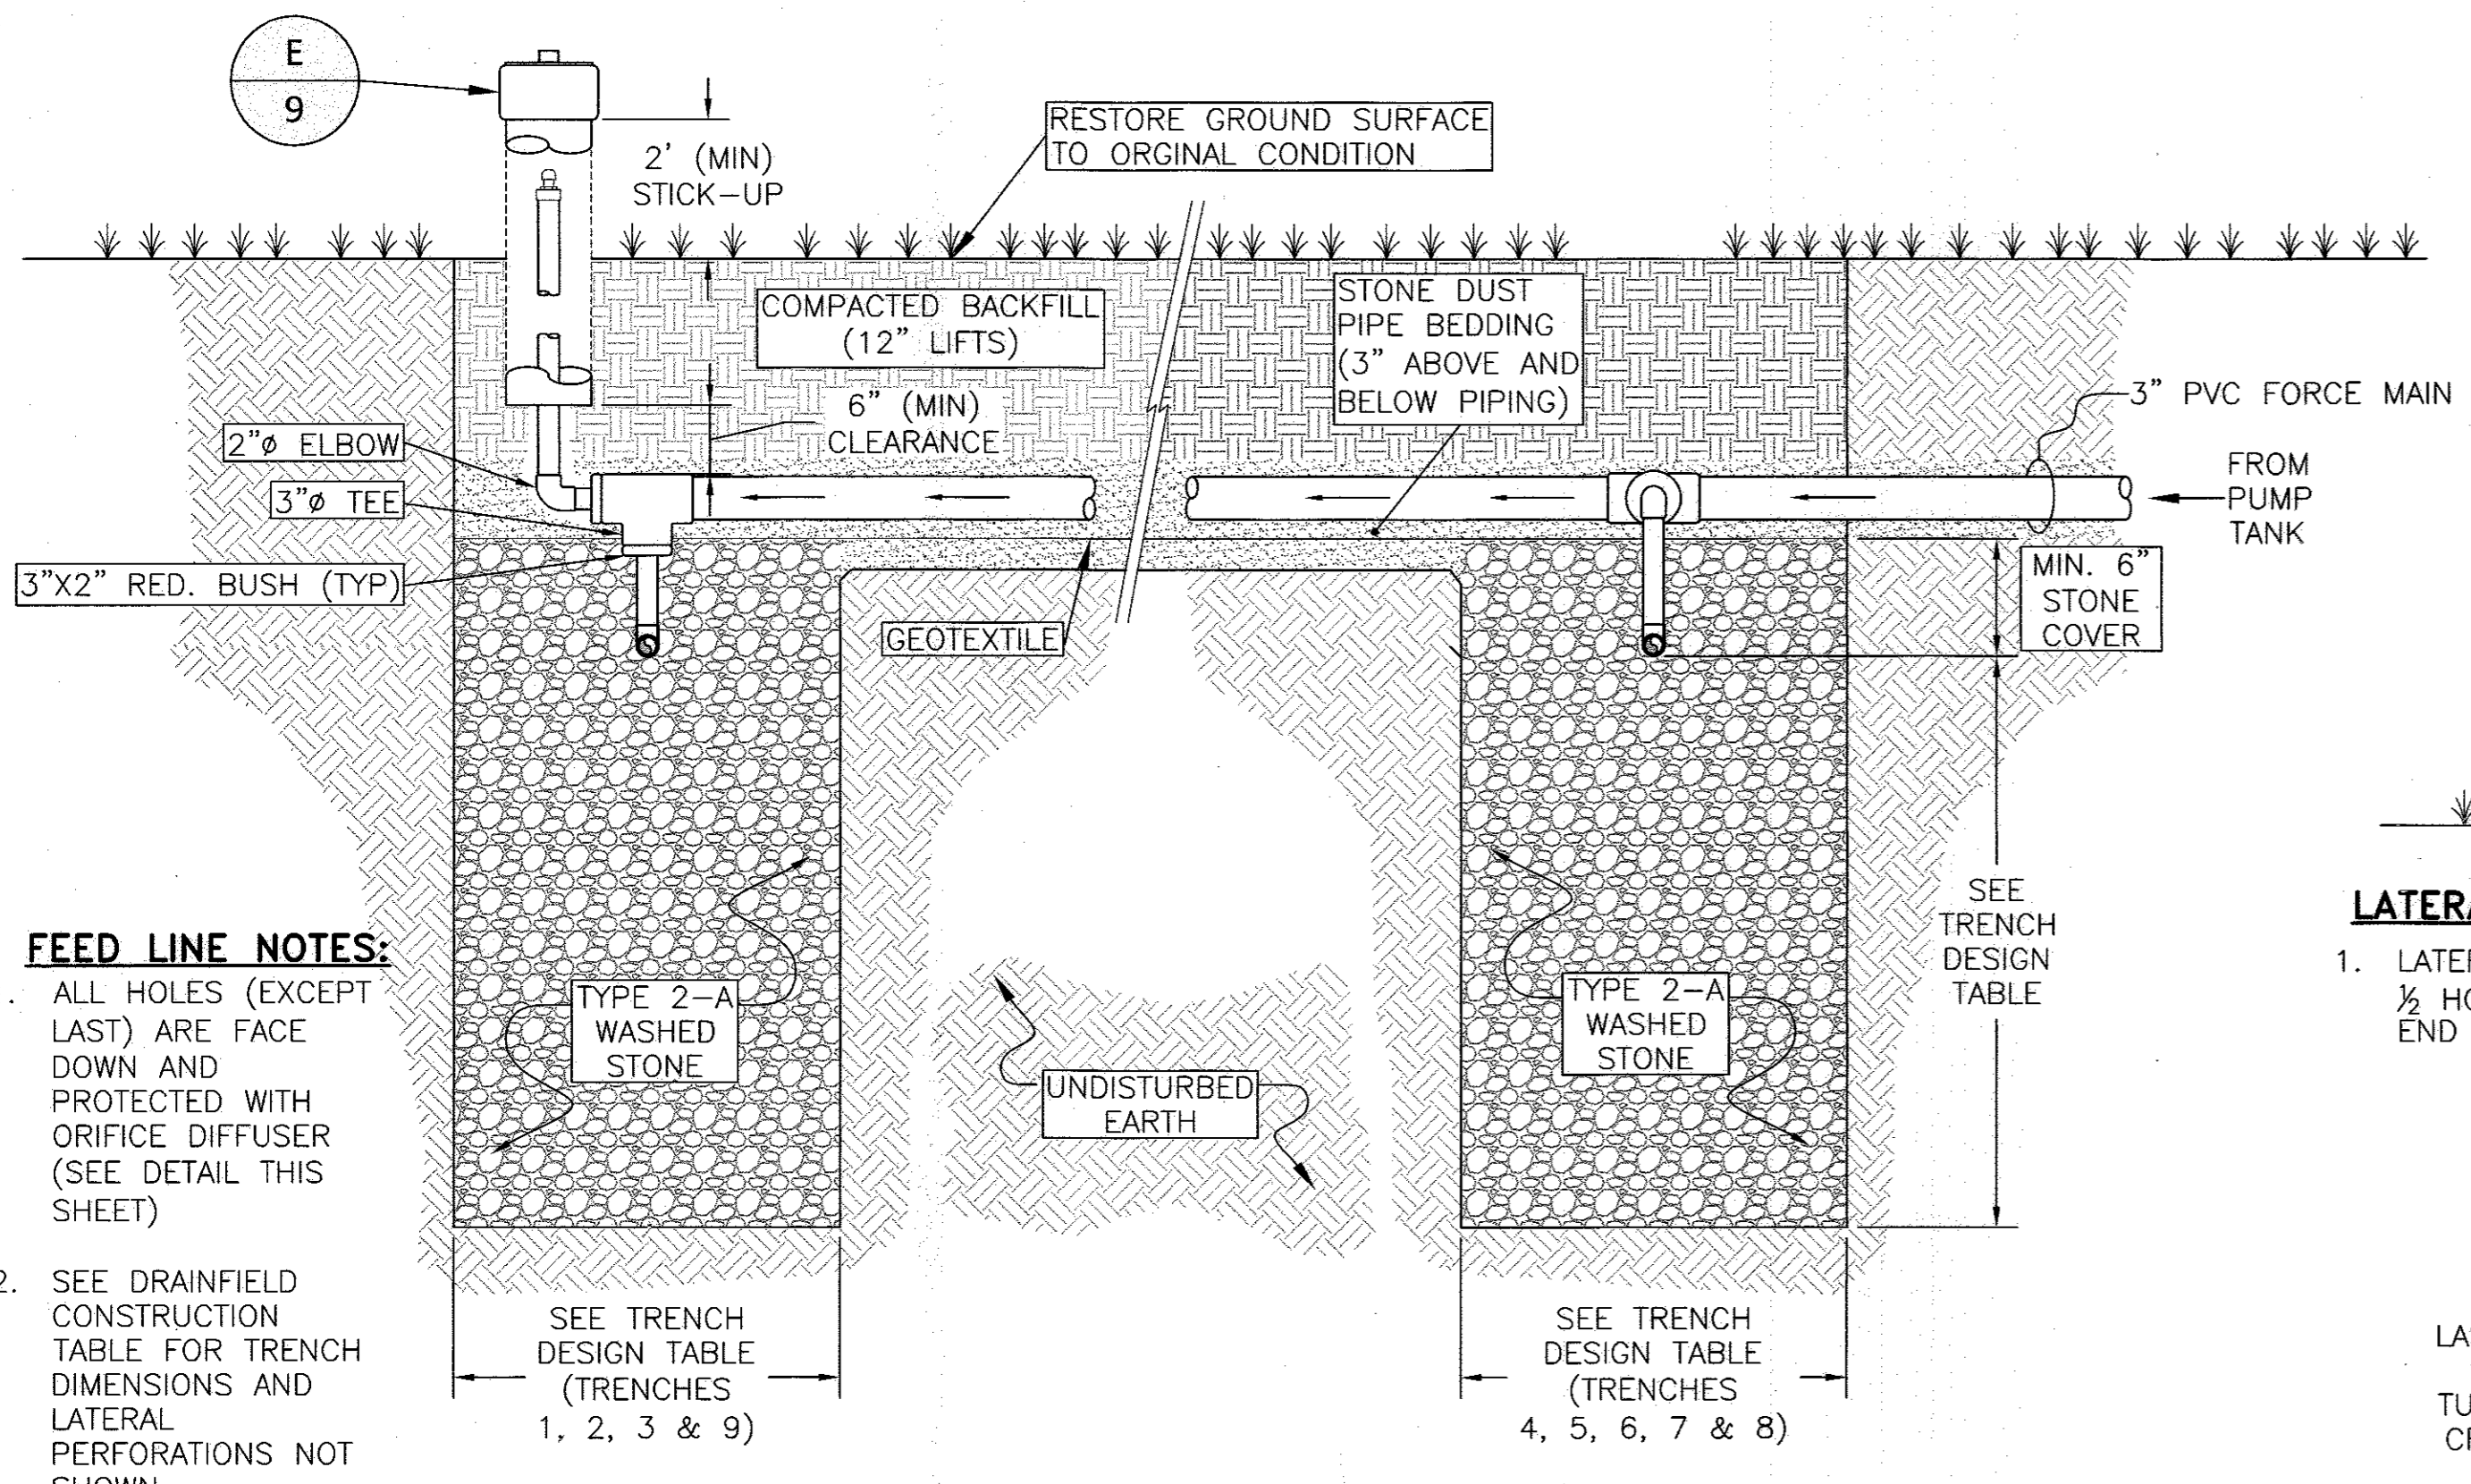 E
9
2' (MIN)
STICK-UP
RESTORE GROUND SURFACE
TO ORGINAL CONDITION
COMPACTED BACKFILL
(12" LIFTS)
STONE DUST
PIPE BEDDING
(3" ABOVE AND
BELOW PIPING)
6" (MIN)
CLEARANCE
3" PVC FORCE MAIN
2"ø ELBOW
3"ø TEE
FROM
PUMP
TANK
3"X2" RED. BUSH (TYP)
GEOTEXTILE
MIN. 6"
STONE
COVER
SEE
TRENCH
DESIGN
TABLE
FEED LINE NOTES:
. ALL HOLES (EXCEPT
LAST) ARE FACE
DOWN AND
PROTECTED WITH
ORIFICE DIFFUSER
(SEE DETAIL THIS
SHEET)
2. SEE DRAINFIELD
CONSTRUCTION
TABLE FOR TRENCH
DIMENSIONS AND
LATERAL
PERFORATIONS NOT
SHOWN
TYPE 2-A
WASHED
STONE
UNDISTURBED
EARTH
TYPE 2-A
WASHED
STONE
SEE TRENCH
DESIGN TABLE
(TRENCHES
1, 2, 3 & 9)
SEE TRENCH
DESIGN TABLE
(TRENCHES
4, 5, 6, 7 & 8)
1.
½
END